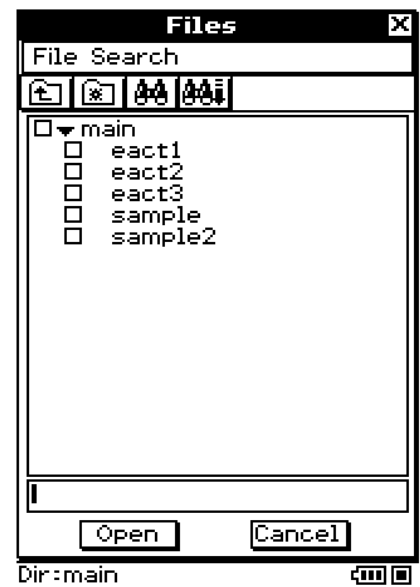 Files
File Search
main
eact1
eact2
eact3
sample
sample2
Open Cancel
Dir:main